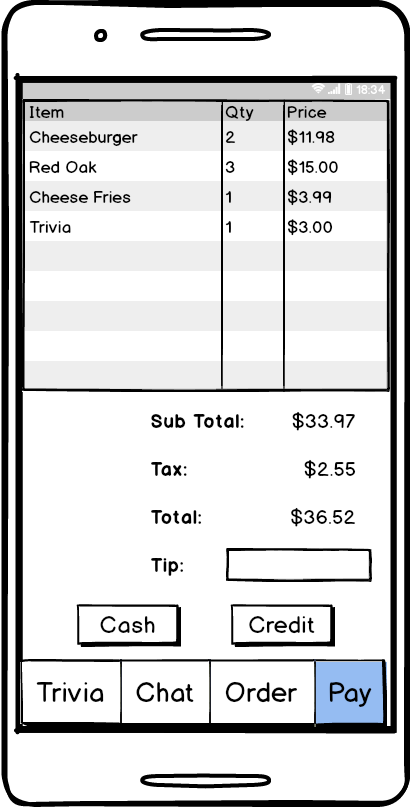 18:34
Item Qty Price
Cheeseburger 2 $11.98
Red Oak 3 $15.00
Cheese Fries 1 $3.99
Trivia 1 $3.00
Sub Total: $33.97
Tax: $2.55
Total: $36.52
Tip:
Cash Credit
Trivia Chat Order Pay